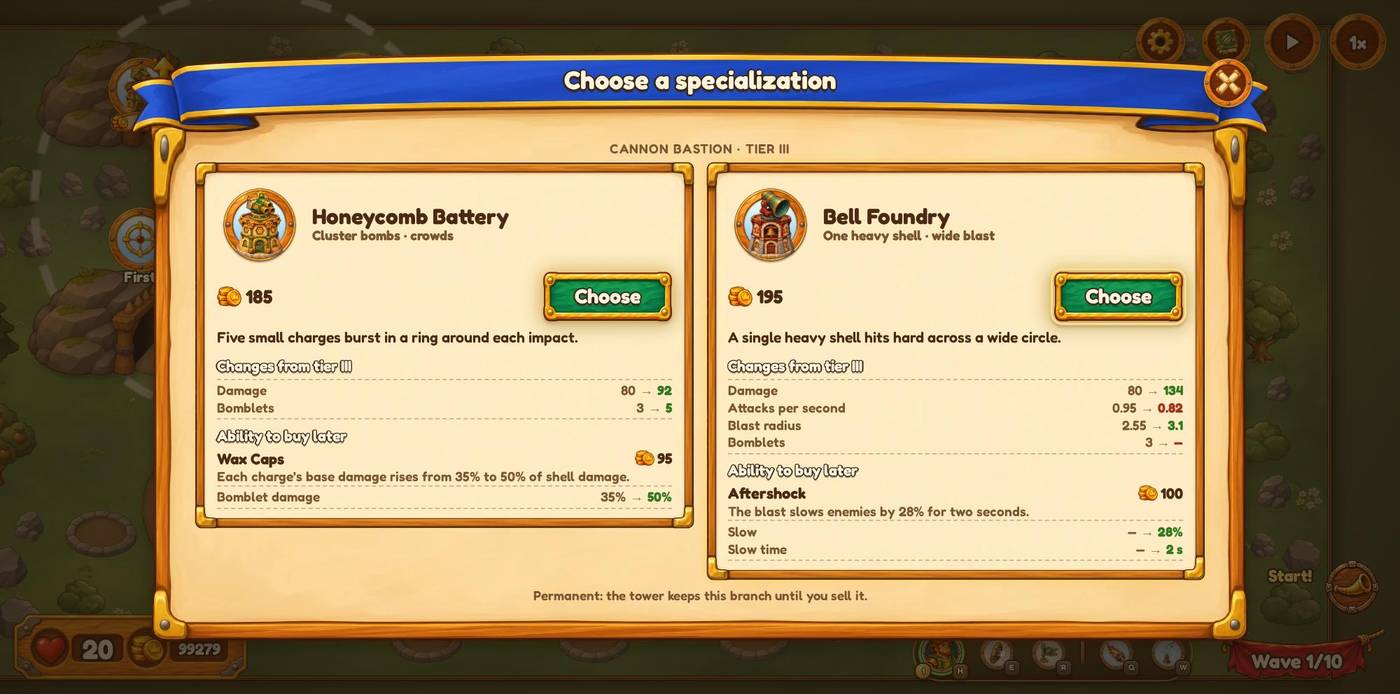 Choose a specialization
1x
CANNON BASTION · TIER III
Honeycomb Battery
Cluster bombs · crowds
185
Choose
Five small charges burst in a ring around each impact.
Changes from tier III
Damage 80 → 92
Bomblets 3 → 5
Ability to buy later
Wax Caps 95
Each charge's base damage rises from 35% to 50% of shell damage.
Bomblet damage 35% → 50%
Bell Foundry
One heavy shell · wide blast
195
Choose
A single heavy shell hits hard across a wide circle.
Changes from tier III
Damage 80 → 134
Attacks per second 0.95 → 0.82
Blast radius 2.55 → 3.1
Bomblets 3 → –
Ability to buy later
Aftershock 100
The blast slows enemies by 28% for two seconds.
Slow – → 28%
Slow time – → 2 s
Permanent: the tower keeps this branch until you sell it.
First
Start!
20
99279
H
E
R
Q
W
Wave 1/10